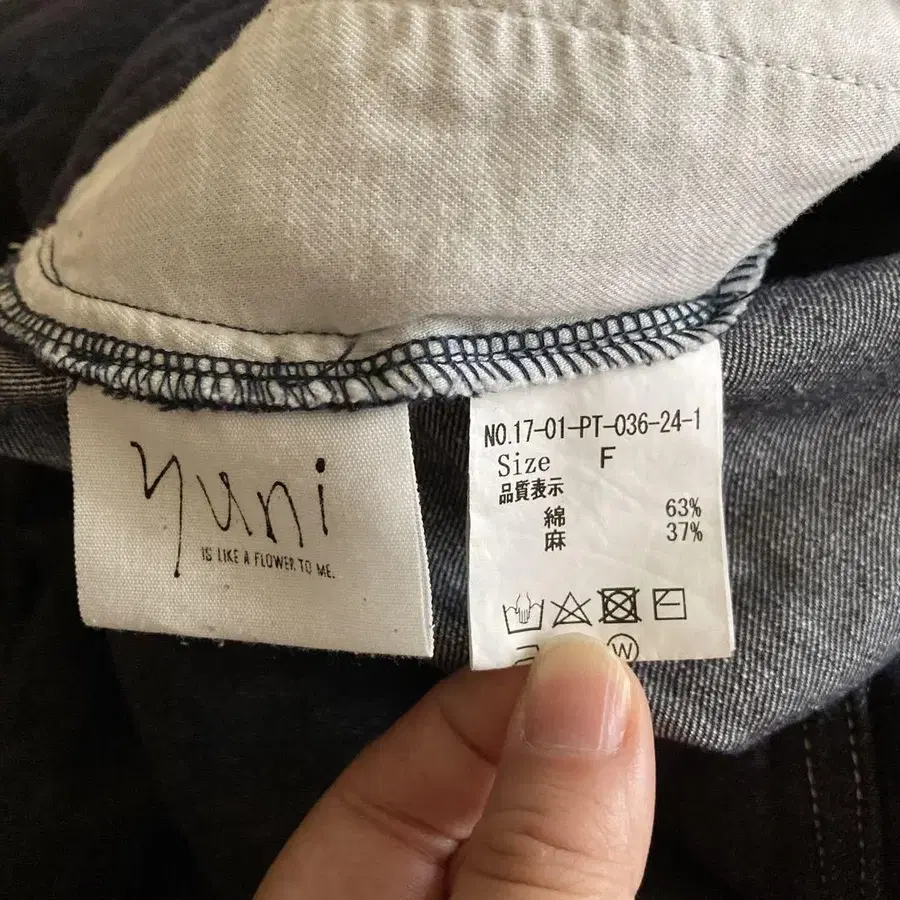 yuni
IS LIKE A FLOWER TO ME.
NO.17-01-PT-036-24-1
Size F
品質表示
綿 63%
麻 37%
W